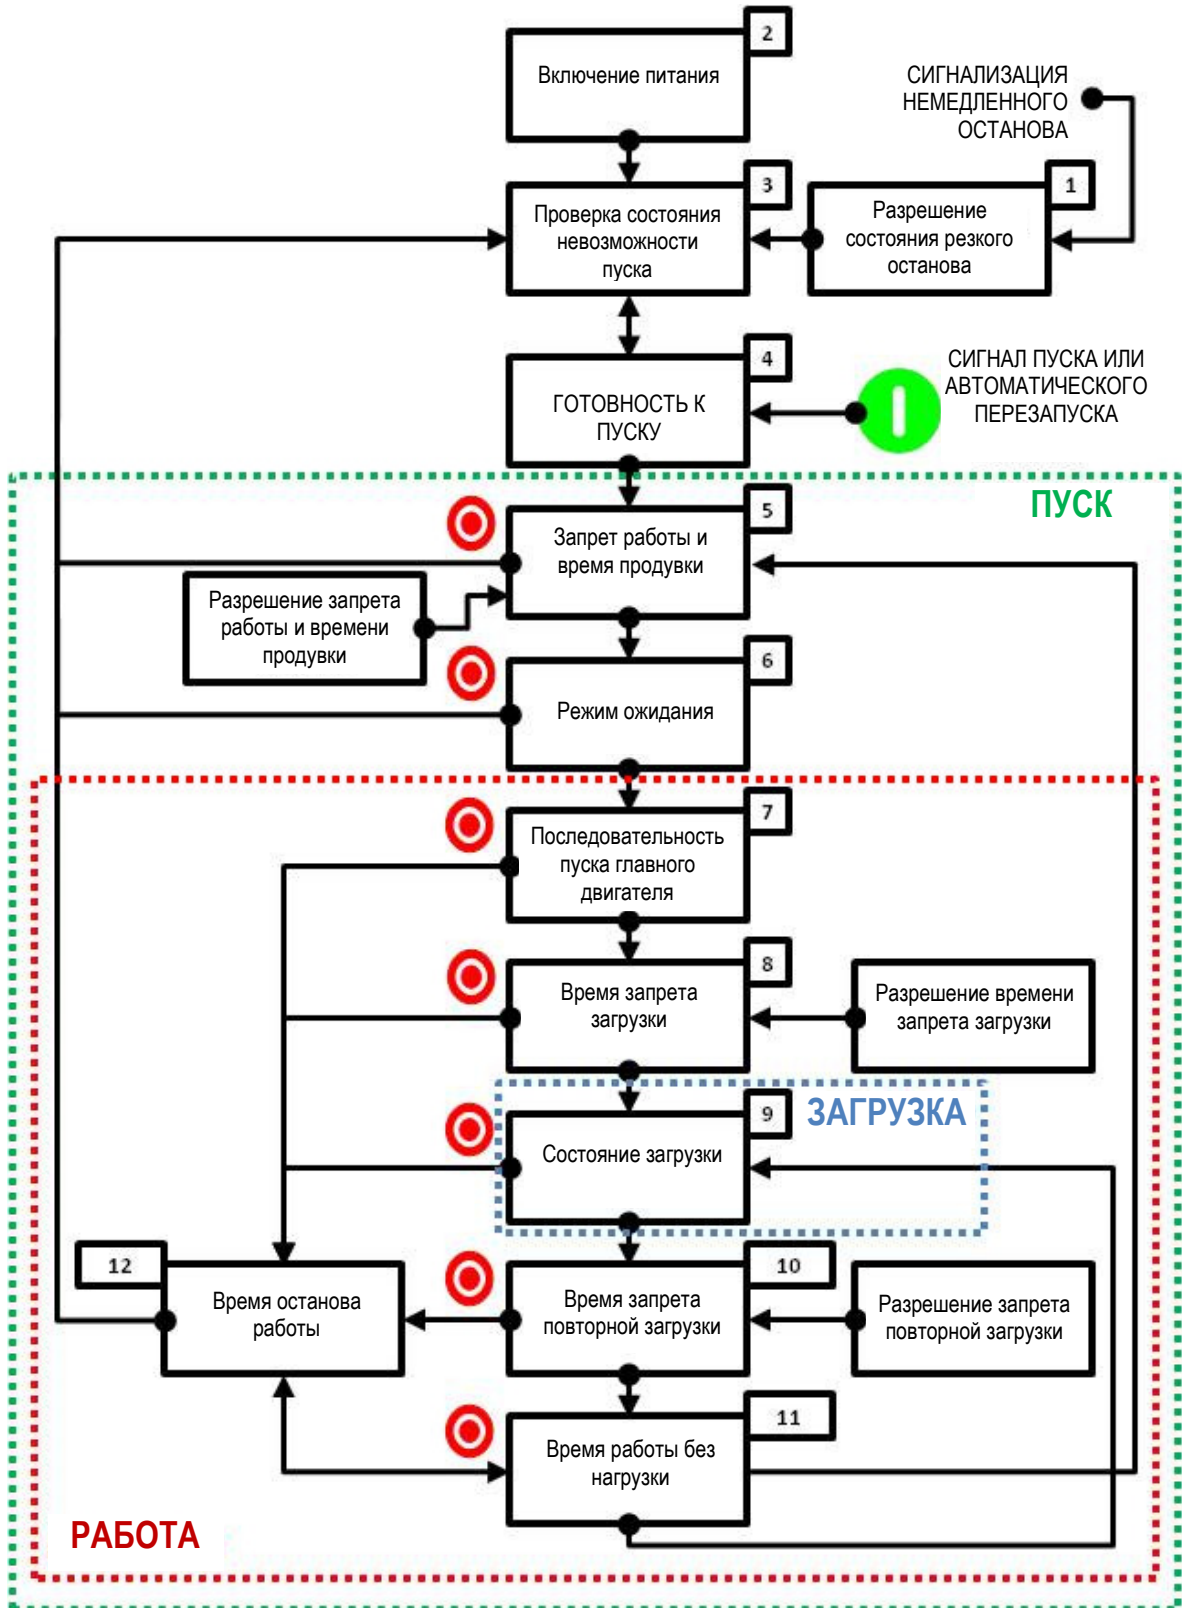 2
Включение питания
СИГНАЛИЗАЦИЯ
НЕМЕДЛЕННОГО
ОСТАНОВА
3
Проверка состояния
невозможности
пуска
1
Разрешение
состояния резкого
останова
4
ГОТОВНОСТЬ К
ПУСКУ
СИГНАЛ ПУСКА ИЛИ
АВТОМАТИЧЕСКОГО
ПЕРЕЗАПУСКА
ПУСК
5
Запрет работы и
время продувки
Разрешение запрета
работы и времени
продувки
6
Режим ожидания
7
Последовательность
пуска главного
двигателя
8
Время запрета
загрузки
Разрешение времени
запрета загрузки
ЗАГРУЗКА
9
Состояние загрузки
12
Время останова
работы
10
Время запрета
повторной загрузки
Разрешение запрета
повторной загрузки
11
Время работы без
нагрузки
РАБОТА